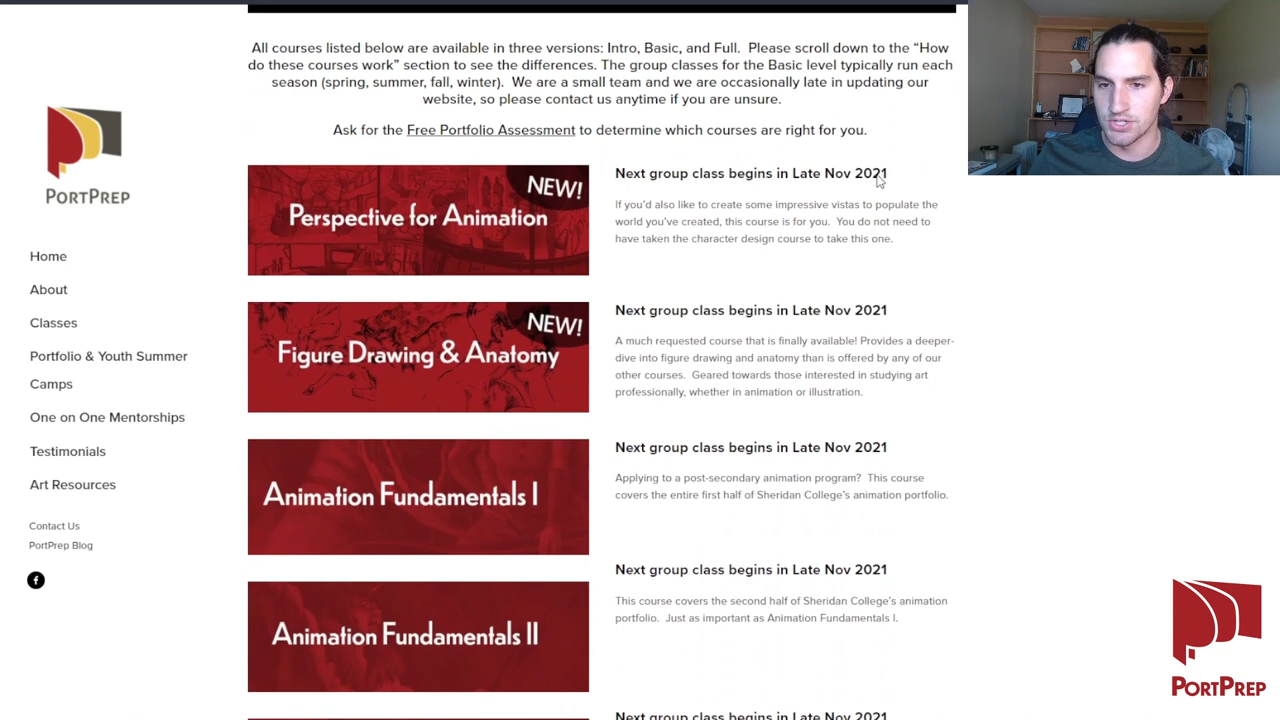 All courses listed below are available in three versions: Intro, Basic, and Full.  Please scroll down to the “How
do these courses work” section to see the differences. The group classes for the Basic level typically run each
season (spring, summer, fall, winter).  We are a small team and we are occasionally late in updating our
website, so please contact us anytime if you are unsure.
Ask for the Free Portfolio Assessment to determine which courses are right for you.
PORTPREP
Home
About
Classes
Portfolio & Youth Summer
Camps
One on One Mentorships
Testimonials
Art Resources
Contact Us
PortPrep Blog
f
NEW!
Perspective for Animation
Next group class begins in Late Nov 2021
If you’d also like to create some impressive vistas to populate the
world you’ve created, this course is for you.  You do not need to
have taken the character design course to take this one.
NEW!
Figure Drawing & Anatomy
Next group class begins in Late Nov 2021
A much requested course that is finally available! Provides a deeper-
dive into figure drawing and anatomy than is offered by any of our
other courses.  Geared towards those interested in studying art
professionally, whether in animation or illustration.
Animation Fundamentals I
Next group class begins in Late Nov 2021
Applying to a post-secondary animation program?  This course
covers the entire first half of Sheridan College’s animation portfolio.
Animation Fundamentals II
Next group class begins in Late Nov 2021
This course covers the second half of Sheridan College’s animation
portfolio.  Just as important as Animation Fundamentals I.
Next group class begins in Late Nov 2021
PORTPREP